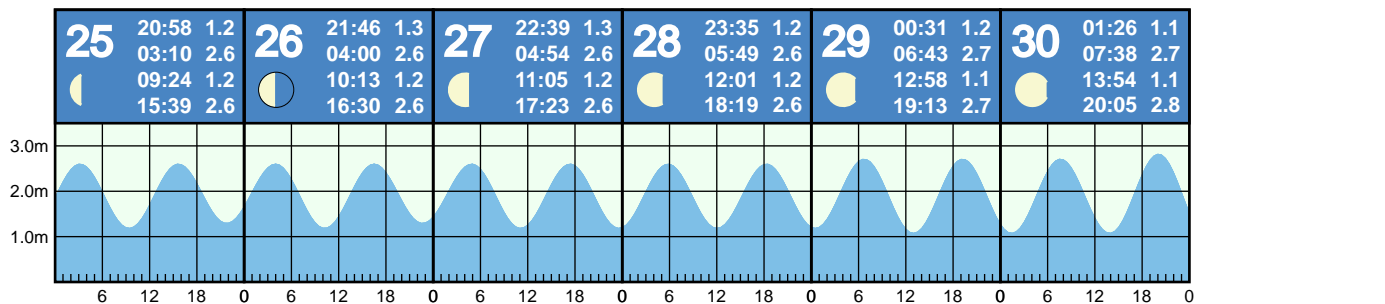 25 20:58 1.2 26 21:46 1.3 27 22:39 1.3 28 23:35 1.2 29 00:31 1.2 30 01:26 1.1
03:10 2.6 04:00 2.6 04:54 2.6 05:49 2.6 06:43 2.7 07:38 2.7
09:24 1.2 10:13 1.2 11:05 1.2 12:01 1.2 12:58 1.1 13:54 1.1
15:39 2.6 16:30 2.6 17:23 2.6 18:19 2.6 19:13 2.7 20:05 2.8
3.0m
2.0m
1.0m
6 12 18 0 6 12 18 0 6 12 18 0 6 12 18 0 6 12 18 0 6 12 18 0